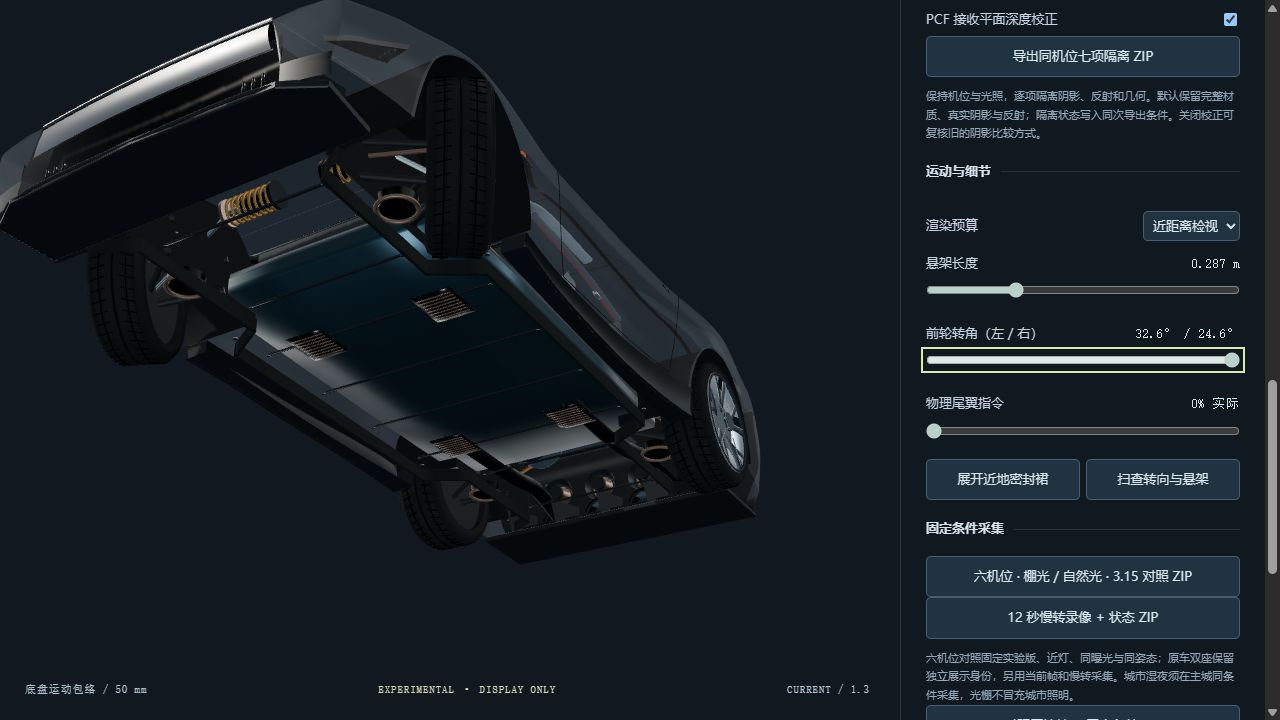 PCF 接收平面深度校正
导出同机位七项隔离 ZIP
保持机位与光照，逐项隔离阴影、反射和几何。默认保留完整材
质、真实阴影与反射；隔离状态写入同次导出条件。关闭校正可
复核旧的阴影比较方式。
运动与细节
渲染预算
近距离检视
悬架长度
0.287 m
前轮转角（左 / 右）
32.6° / 24.6°
物理尾翼指令
0% 实际
展开近地密封裙
扫查转向与悬架
固定条件采集
六机位 · 棚光 / 自然光 · 3.15 对照 ZIP
12 秒慢转录像 + 状态 ZIP
六机位对照固定实验版、近灯、同曝光与同姿态；原车双座保留
独立展示身份，另用当前帧和慢转采集。城市湿夜须在主城同条
件采集，光棚不冒充城市照明。
底盘运动包络 / 50 mm
EXPERIMENTAL · DISPLAY ONLY
CURRENT / 1.3